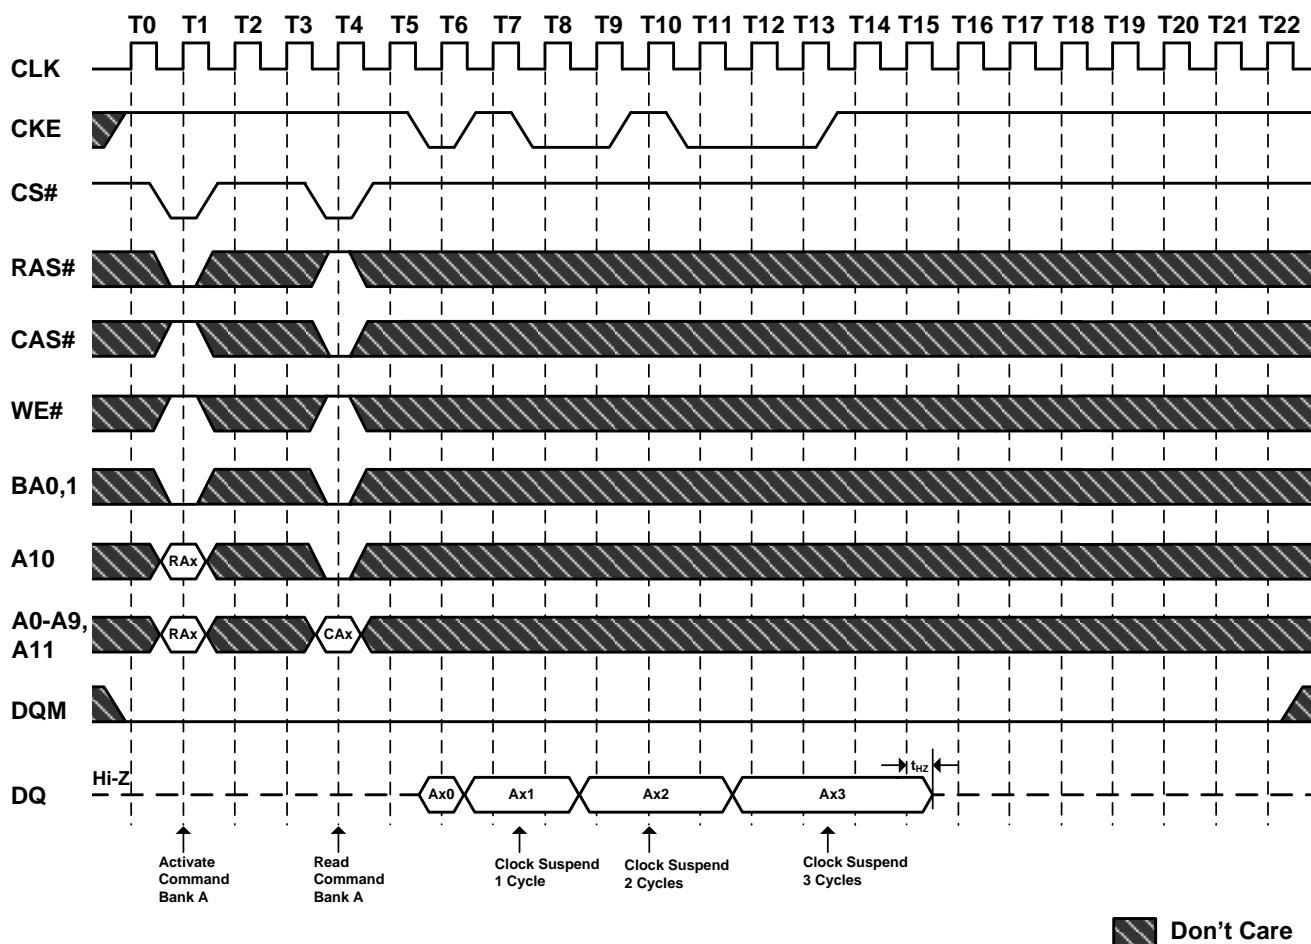 T0 T1 T2 T3 T4 T5 T6 T7 T8 T9 T10 T11 T12 T13 T14 T15 T16 T17 T18 T19 T20 T21 T22
CLK
CKE
CS#
RAS#
CAS#
WE#
BA0,1
A10 RAx
A0-A9,
A11
RAx CAx
DQM
tHZ
Hi-Z
DQ Ax0 Ax1 Ax2 Ax3
Activate
Command
Bank A
Read
Command
Bank A
Clock Suspend
1 Cycle
Clock Suspend
2 Cycles
Clock Suspend
3 Cycles
Don't Care